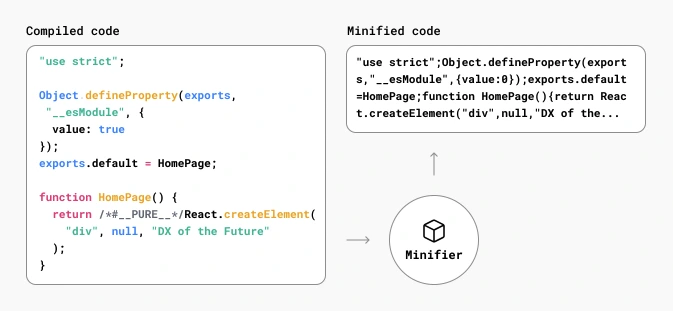 Compiled code
"use strict";
Object defineProperty(exports,
"__esModule", {
value: true
});
exports.default = HomePage;
function HomePage() {
return /*#__PURE__*/React.createElement(
"div", null, "DX of the Future"
);
}
Minified code
"use strict";Object.defineProperty(export
s,"__esModule",{value:0});exports.default
=HomePage;function HomePage(){return Reac
t.createElement("div",null,"DX of the...
Minifier